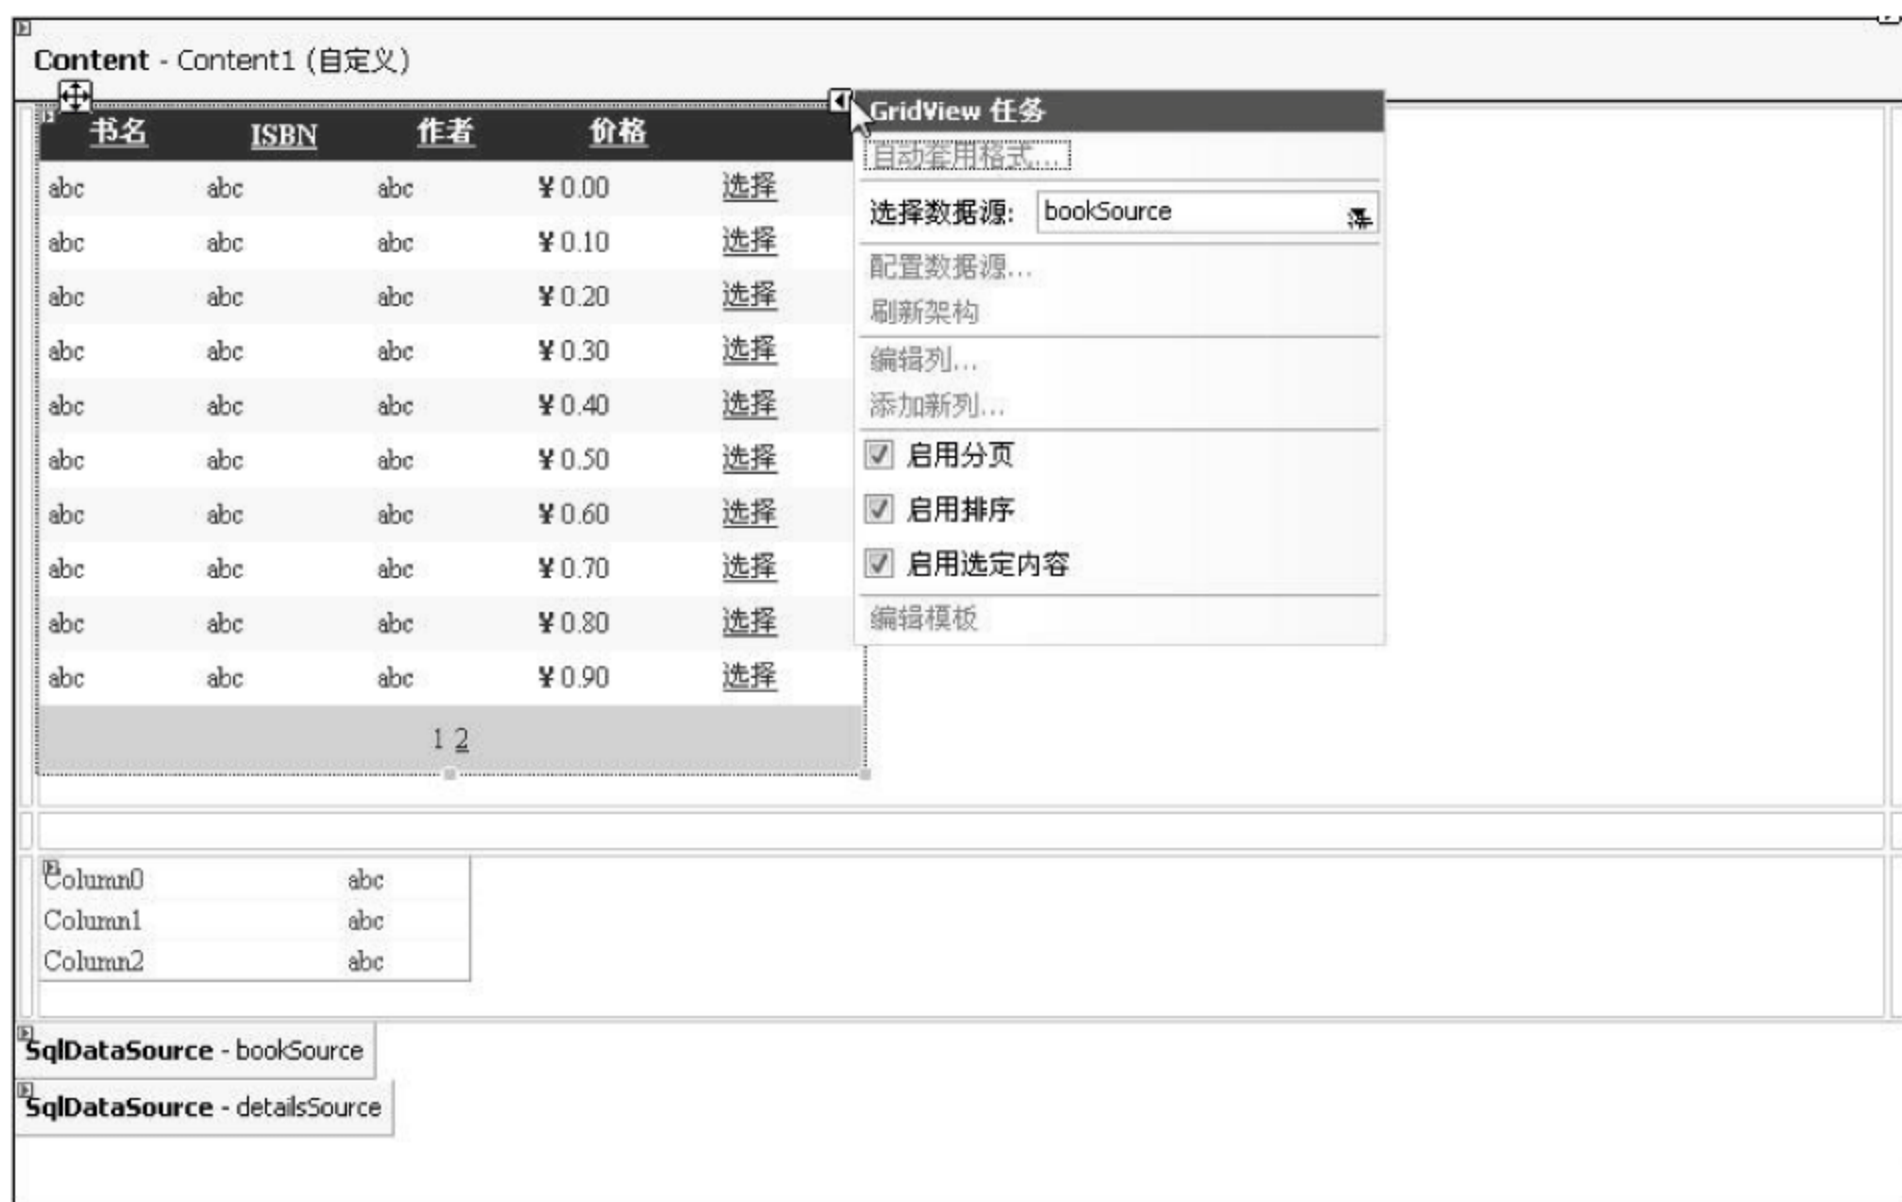 Content - Content1 (自定义)
书名 ISBN 作者 价格
abc abc abc ¥0.00 选择
abc abc abc ¥0.10 选择
abc abc abc ¥0.20 选择
abc abc abc ¥0.30 选择
abc abc abc ¥0.40 选择
abc abc abc ¥0.50 选择
abc abc abc ¥0.60 选择
abc abc abc ¥0.70 选择
abc abc abc ¥0.80 选择
abc abc abc ¥0.90 选择
1 2
GridView 任务
自动套用格式...
选择数据源: bookSource
配置数据源...
刷新架构
编辑列...
添加新列...
启用分页
启用排序
启用选定内容
编辑模板
Column0 abc
Column1 abc
Column2 abc
SqlDataSource - bookSource
SqlDataSource - detailsSource